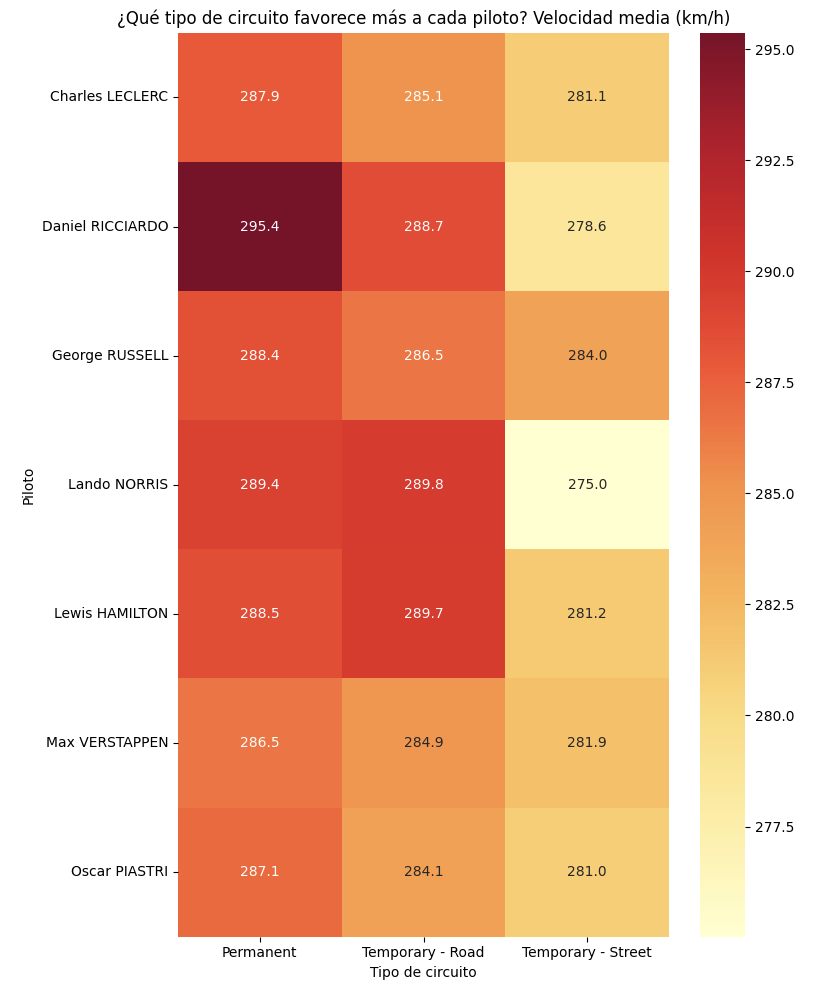 ¿Qué tipo de circuito favorece más a cada piloto? Velocidad media (km/h)
Charles LECLERC 287.9 285.1 281.1
Daniel RICCIARDO 295.4 288.7 278.6
George RUSSELL 288.4 286.5 284.0
Lando NORRIS 289.4 289.8 275.0
Lewis HAMILTON 288.5 289.7 281.2
Max VERSTAPPEN 286.5 284.9 281.9
Oscar PIASTRI 287.1 284.1 281.0
Piloto
Permanent Temporary - Road Temporary - Street
Tipo de circuito
295.0
292.5
290.0
287.5
285.0
282.5
280.0
277.5